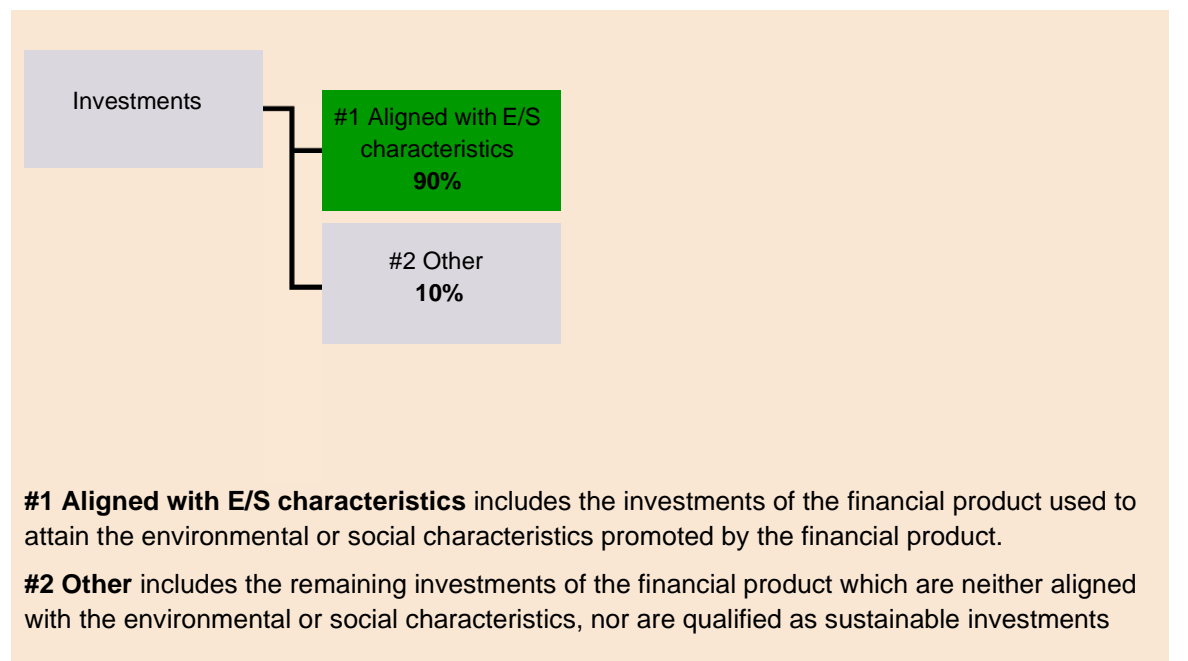 Investments
#1 Aligned with E/S
characteristics
90%
#2 Other
10%
#1 Aligned with E/S characteristics includes the investments of the financial product used to
attain the environmental or social characteristics promoted by the financial product.
#2 Other includes the remaining investments of the financial product which are neither aligned
with the environmental or social characteristics, nor are qualified as sustainable investments